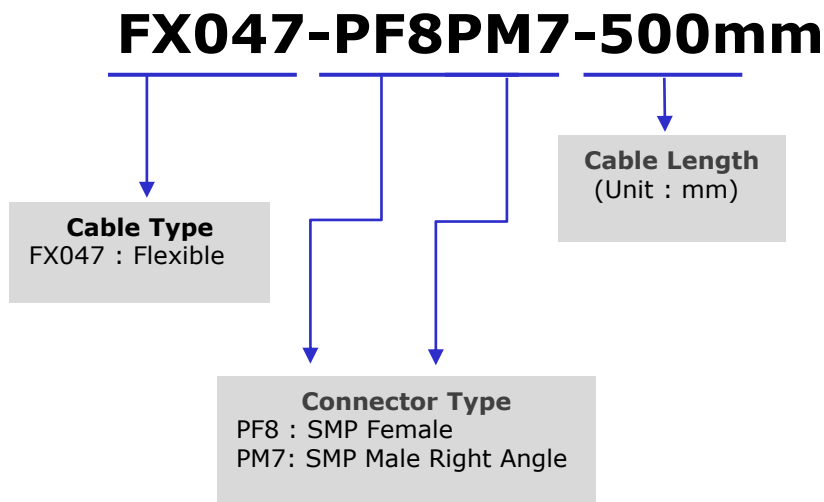 FX047-PF8PM7-500mm
Cable Length
(Unit : mm)
Cable Type
FX047 : Flexible
Connector Type
PF8 : SMP Female
PM7: SMP Male Right Angle